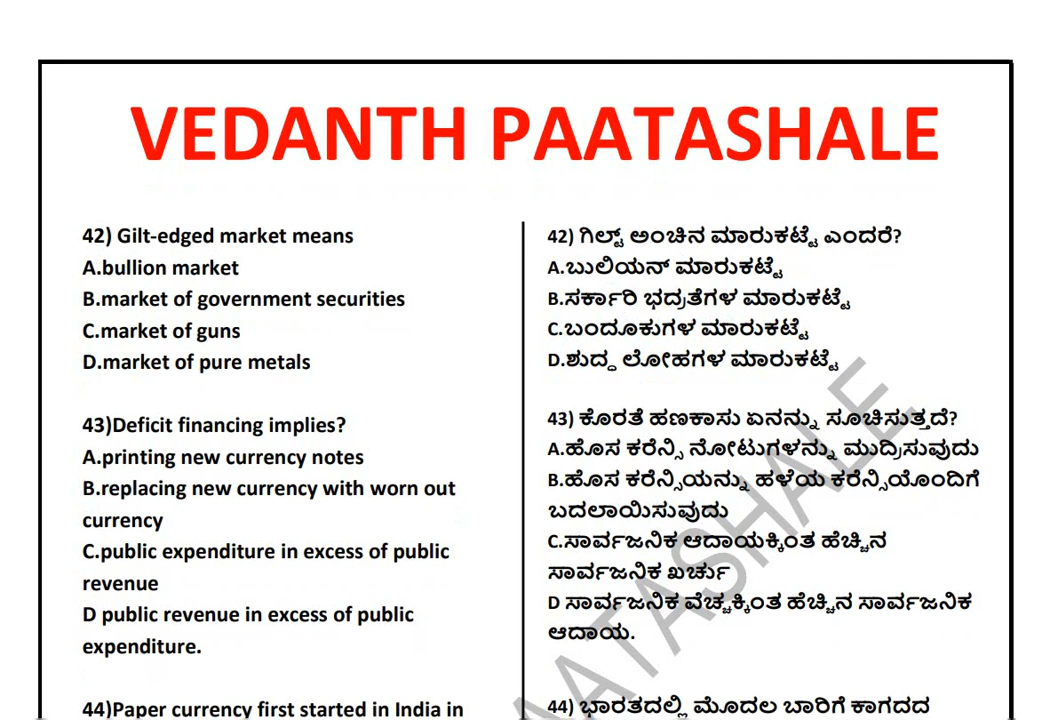 VEDANTH PAATASHALE
42) Gilt-edged market means
A.bullion market
B.market of government securities
C.market of guns
D.market of pure metals
43)Deficit financing implies?
A.printing new currency notes
B.replacing new currency with worn out
currency
C.public expenditure in excess of public
revenue
D public revenue in excess of public
expenditure.
44)Paper currency first started in India in
42) ಗಿಲ್ಟ್ ಅಂಚಿನ ಮಾರುಕಟ್ಟೆ ಎಂದರೆ?
A.ಬುಲಿಯನ್ ಮಾರುಕಟ್ಟೆ
B.ಸರ್ಕಾರಿ ಭದ್ರತೆಗಳ ಮಾರುಕಟ್ಟೆ
C.ಬಂದೂಕುಗಳ ಮಾರುಕಟ್ಟೆ
D.ಶುದ್ಧ ಲೋಹಗಳ ಮಾರುಕಟ್ಟೆ
43) ಕೊರತೆ ಹಣಕಾಸು ಏನನ್ನು ಸೂಚಿಸುತ್ತದೆ?
A.ಹೊಸ ಕರೆನ್ಸಿ ನೋಟುಗಳನ್ನು ಮುದ್ರಿಸುವುದು
B.ಹೊಸ ಕರೆನ್ಸಿಯನ್ನು ಹಳೆಯ ಕರೆನ್ಸಿಯೊಂದಿಗೆ
ಬದಲಾಯಿಸುವುದು
C.ಸಾರ್ವಜನಿಕ ಆದಾಯಕ್ಕಿಂತ ಹೆಚ್ಚಿನ
ಸಾರ್ವಜನಿಕ ಖರ್ಚು
D ಸಾರ್ವಜನಿಕ ವೆಚ್ಚಕ್ಕಿಂತ ಹೆಚ್ಚಿನ ಸಾರ್ವಜನಿಕ
ಆದಾಯ.
44) ಭಾರತದಲ್ಲಿ ಮೊದಲ ಬಾರಿಗೆ ಕಾಗದದ
AATASHALE